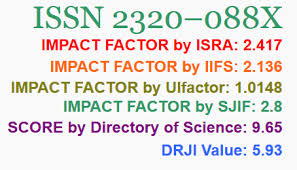 ISSN 2320–088X
IMPACT FACTOR by ISRA: 2.417
IMPACT FACTOR by IIFS: 2.136
IMPACT FACTOR by UIfactor: 1.0148
IMPACT FACTOR by SJIF: 2.8
SCORE by Directory of Science: 9.65
DRJI Value: 5.93